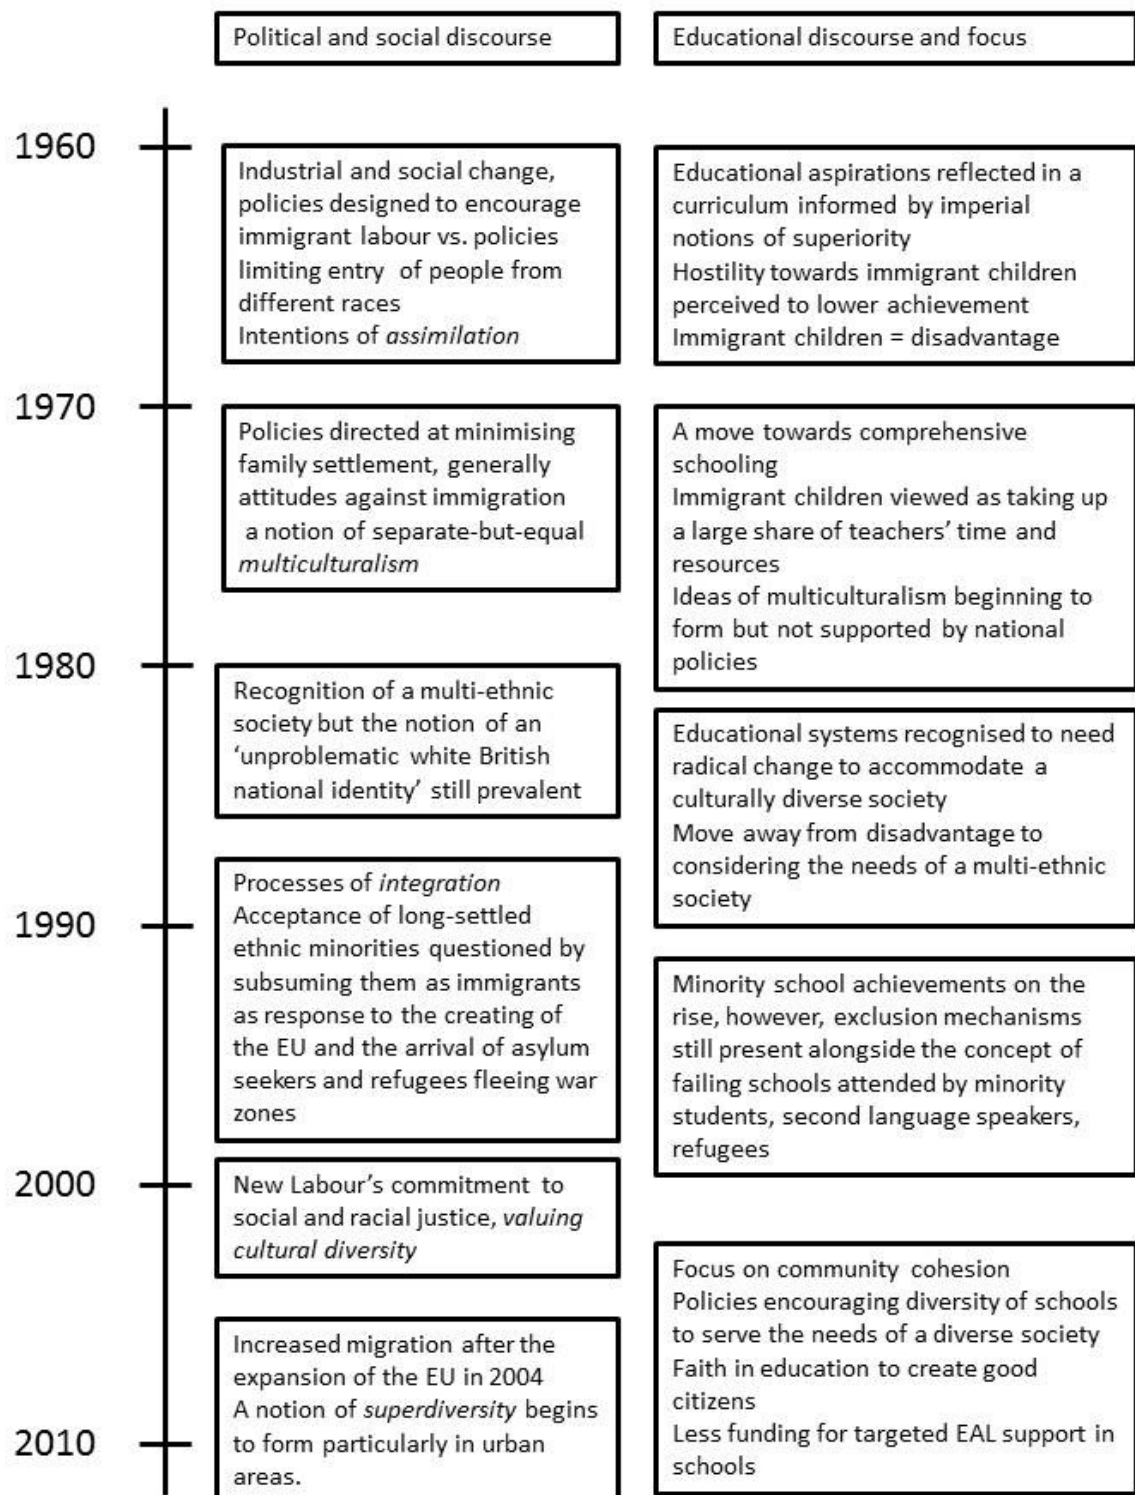 Political and social discourse
Educational discourse and focus
1960
Industrial and social change,
policies designed to encourage
immigrant labour vs. policies
limiting entry of people from
different races
Intentions of assimilation
Educational aspirations reflected in a
curriculum informed by imperial
notions of superiority
Hostility towards immigrant children
perceived to lower achievement
Immigrant children = disadvantage
1970
Policies directed at minimising
family settlement, generally
attitudes against immigration
a notion of separate-but-equal
multiculturalism
A move towards comprehensive
schooling
Immigrant children viewed as taking up
a large share of teachers’ time and
resources
Ideas of multiculturalism beginning to
form but not supported by national
policies
1980
Recognition of a multi-ethnic
society but the notion of an
‘unproblematic white British
national identity’ still prevalent
Educational systems recognised to need
radical change to accommodate a
culturally diverse society
Move away from disadvantage to
considering the needs of a multi-ethnic
society
Processes of integration
Acceptance of long-settled
ethnic minorities questioned by
subsuming them as immigrants
as response to the creating of
the EU and the arrival of asylum
seekers and refugees fleeing war
zones
1990
Minority school achievements on the
rise, however, exclusion mechanisms
still present alongside the concept of
failing schools attended by minority
students, second language speakers,
refugees
2000
New Labour’s commitment to
social and racial justice, valuing
cultural diversity
Focus on community cohesion
Policies encouraging diversity of schools
to serve the needs of a diverse society
Faith in education to create good
citizens
Less funding for targeted EAL support in
schools
Increased migration after the
expansion of the EU in 2004
A notion of superdiversity begins
to form particularly in urban
areas.
2010